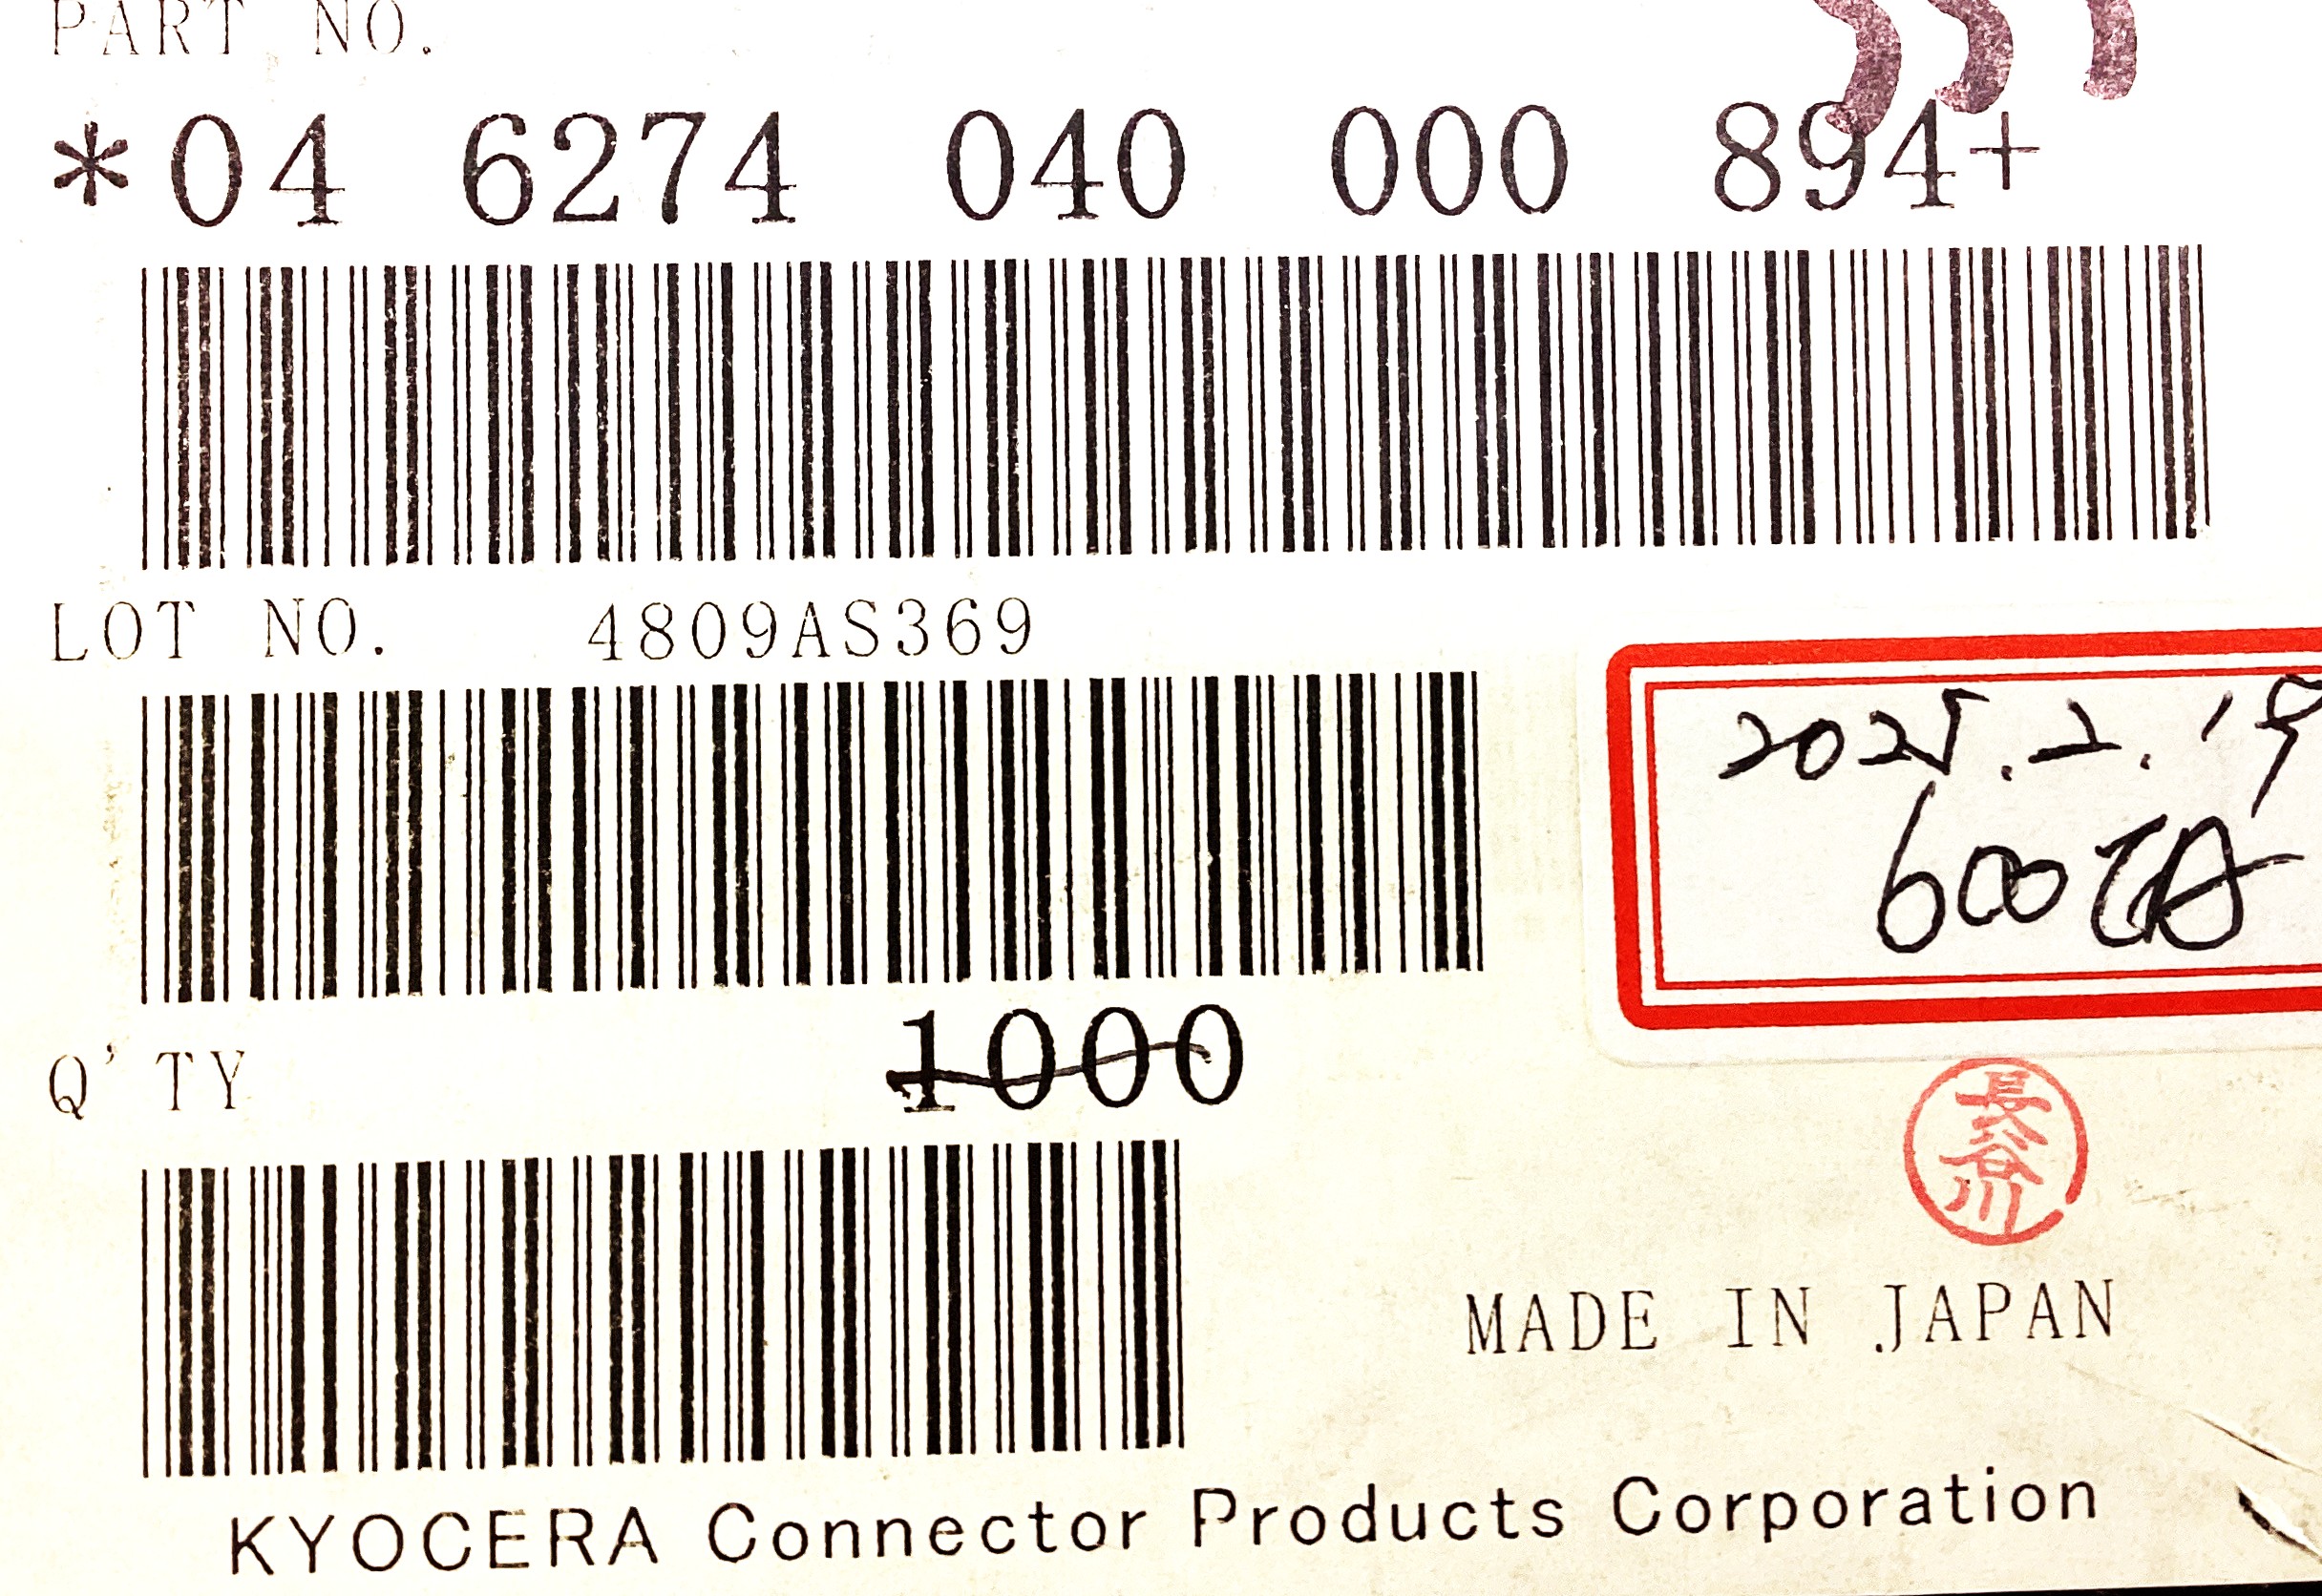 PART NO.
*04 6274 040 000 894+
LOT NO. 4809AS369
2025.2.19
600
Q'TY 1000
長谷川
MADE IN JAPAN
KYOCERA Connector Products Corporation